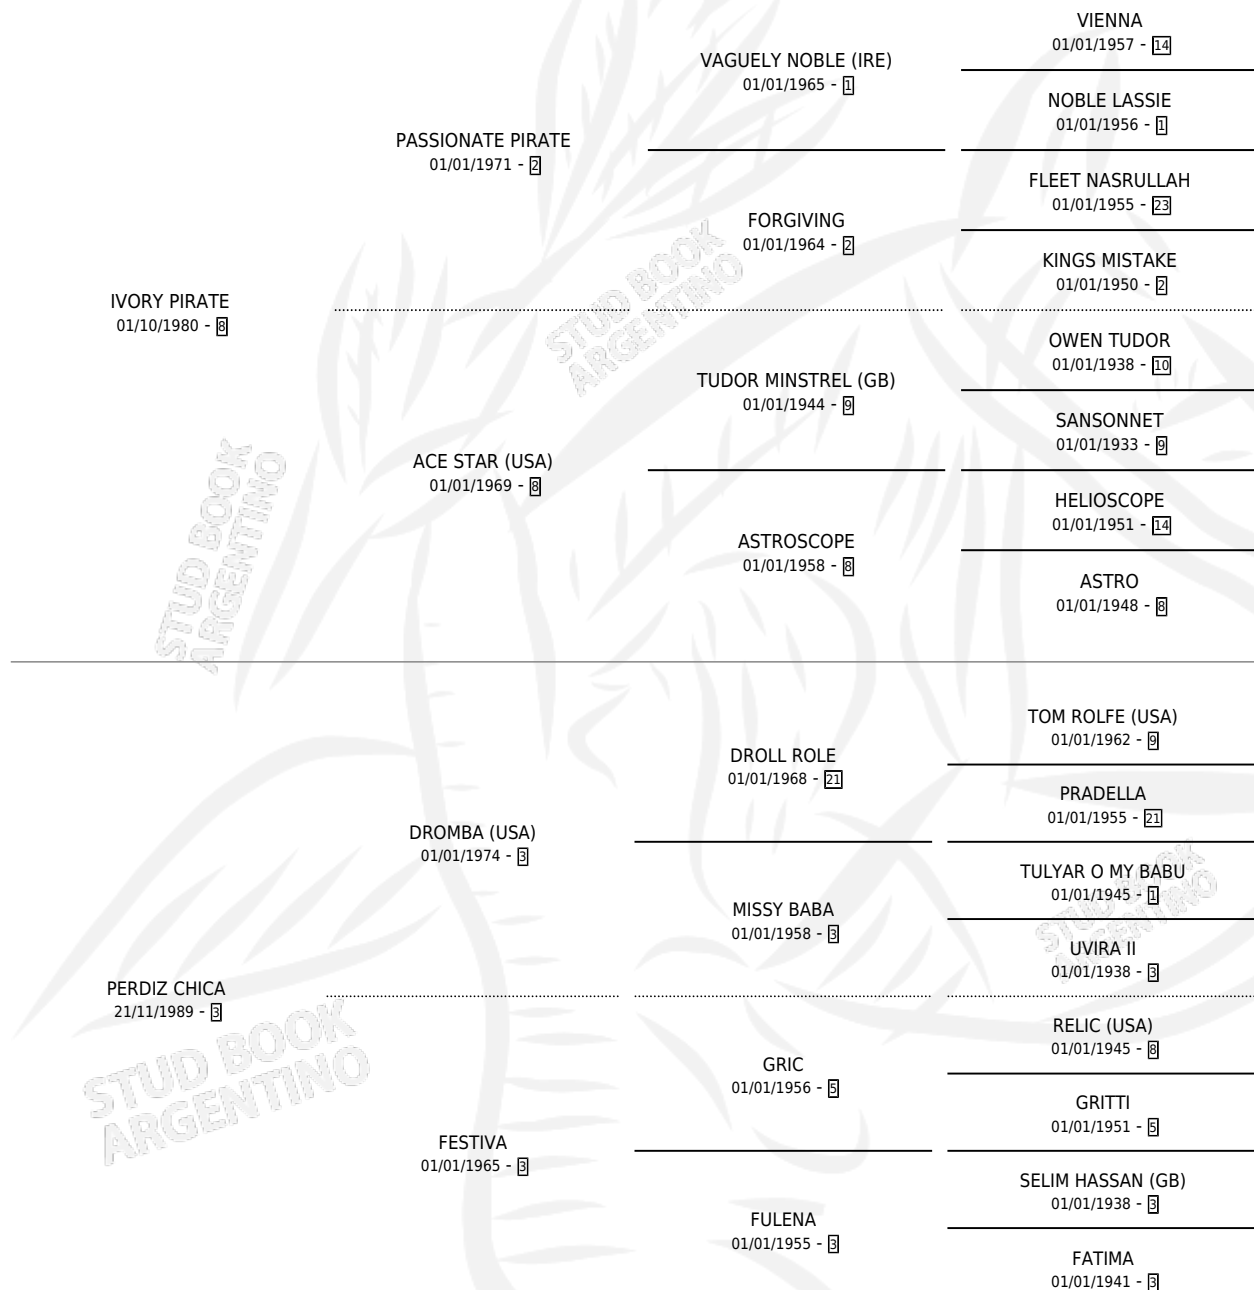 VIENNA
01/01/1957 - 14
VAGUELY NOBLE (IRE)
01/01/1965 - 1
NOBLE LASSIE
01/01/1956 - 1
PASSIONATE PIRATE
01/01/1971 - 2
FLEET NASRULLAH
01/01/1955 - 23
FORGIVING
01/01/1964 - 2
KINGS MISTAKE
01/01/1950 - 2
IVORY PIRATE
01/10/1980 - 8
OWEN TUDOR
01/01/1938 - 10
TUDOR MINSTREL (GB)
01/01/1944 - 9
SANSONNET
01/01/1933 - 9
ACE STAR (USA)
01/01/1969 - 8
HELIOSCOPE
01/01/1951 - 14
ASTROSCOPE
01/01/1958 - 8
ASTRO
01/01/1948 - 8
TOM ROLFE (USA)
01/01/1962 - 9
DROLL ROLE
01/01/1968 - 21
PRADELLA
01/01/1955 - 21
DROMBA (USA)
01/01/1974 - 3
TULYAR O MY BABU
01/01/1945 - 1
MISSY BABA
01/01/1958 - 3
UVIRA II
01/01/1938 - 3
PERDIZ CHICA
21/11/1989 - 3
RELIC (USA)
01/01/1945 - 8
GRIC
01/01/1956 - 5
GRITTI
01/01/1951 - 5
FESTIVA
01/01/1965 - 3
SELIM HASSAN (GB)
01/01/1938 - 3
FULENA
01/01/1955 - 3
FATIMA
01/01/1941 - 3
STUD BOOK
ARGENTINO
STUD BOOK
ARGENTINO
STUD BOOK
ARGENTINO
STUD BOOK
ARGENTINO